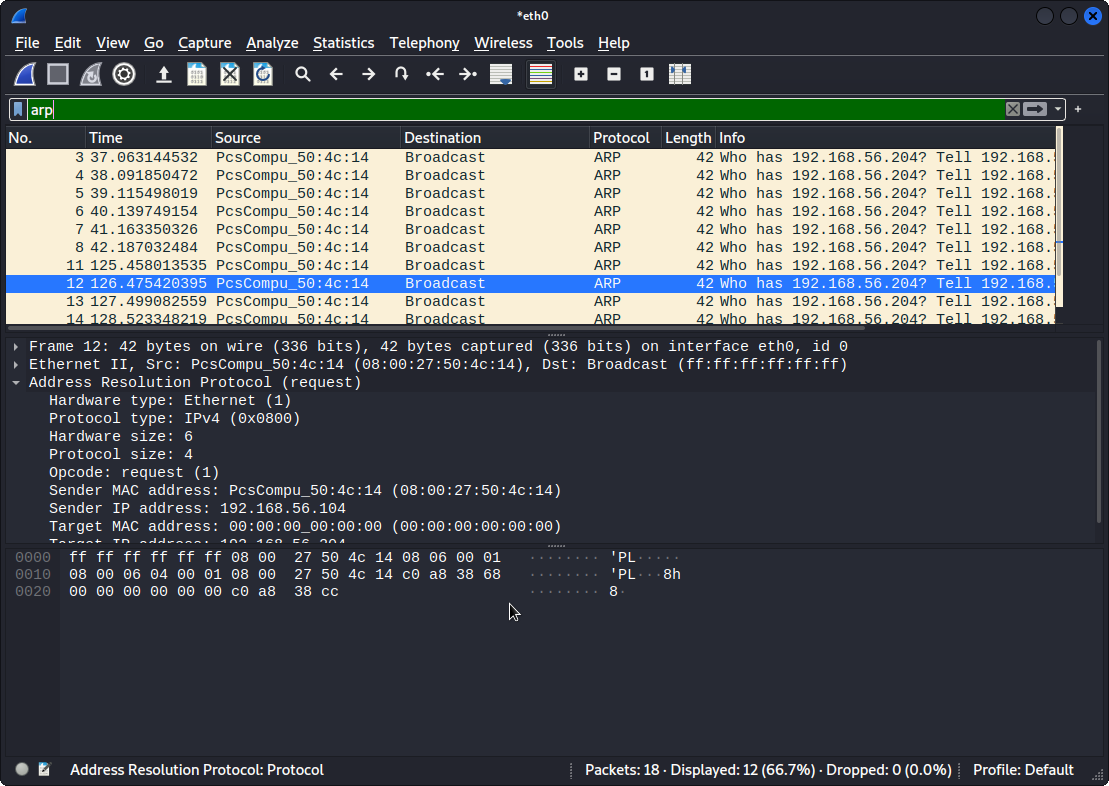 *eth0
File Edit View Go Capture Analyze Statistics Telephony Wireless Tools Help
arp
No. Time Source Destination Protocol Length Info
3 37.063144532 PcsCompu_50:4c:14 Broadcast ARP 42 Who has 192.168.56.204? Tell 192.168.
4 38.091850472 PcsCompu_50:4c:14 Broadcast ARP 42 Who has 192.168.56.204? Tell 192.168.
5 39.115498019 PcsCompu_50:4c:14 Broadcast ARP 42 Who has 192.168.56.204? Tell 192.168.
6 40.139749154 PcsCompu_50:4c:14 Broadcast ARP 42 Who has 192.168.56.204? Tell 192.168.
7 41.163350326 PcsCompu_50:4c:14 Broadcast ARP 42 Who has 192.168.56.204? Tell 192.168.
8 42.187032484 PcsCompu_50:4c:14 Broadcast ARP 42 Who has 192.168.56.204? Tell 192.168.
11 125.458013535 PcsCompu_50:4c:14 Broadcast ARP 42 Who has 192.168.56.204? Tell 192.168.
12 126.475420395 PcsCompu_50:4c:14 Broadcast ARP 42 Who has 192.168.56.204? Tell 192.168.
13 127.499082559 PcsCompu_50:4c:14 Broadcast ARP 42 Who has 192.168.56.204? Tell 192.168.
14 128.523348219 PcsCompu_50:4c:14 Broadcast ARP 42 Who has 192.168.56.204? Tell 192.168.
Frame 12: 42 bytes on wire (336 bits), 42 bytes captured (336 bits) on interface eth0, id 0
Ethernet II, Src: PcsCompu_50:4c:14 (08:00:27:50:4c:14), Dst: Broadcast (ff:ff:ff:ff:ff:ff)
Address Resolution Protocol (request)
Hardware type: Ethernet (1)
Protocol type: IPv4 (0x0800)
Hardware size: 6
Protocol size: 4
Opcode: request (1)
Sender MAC address: PcsCompu_50:4c:14 (08:00:27:50:4c:14)
Sender IP address: 192.168.56.104
Target MAC address: 00:00:00_00:00:00 (00:00:00:00:00:00)
Target IP address: 192.168.56.204
0000 ff ff ff ff ff ff 08 00 27 50 4c 14 08 06 00 01 ········ 'PL·····
0010 08 00 06 04 00 01 08 00 27 50 4c 14 c0 a8 38 68 ········ 'PL···8h
0020 00 00 00 00 00 00 c0 a8 38 cc ········ 8·
Address Resolution Protocol: Protocol
Packets: 18 · Displayed: 12 (66.7%) · Dropped: 0 (0.0%)
Profile: Default